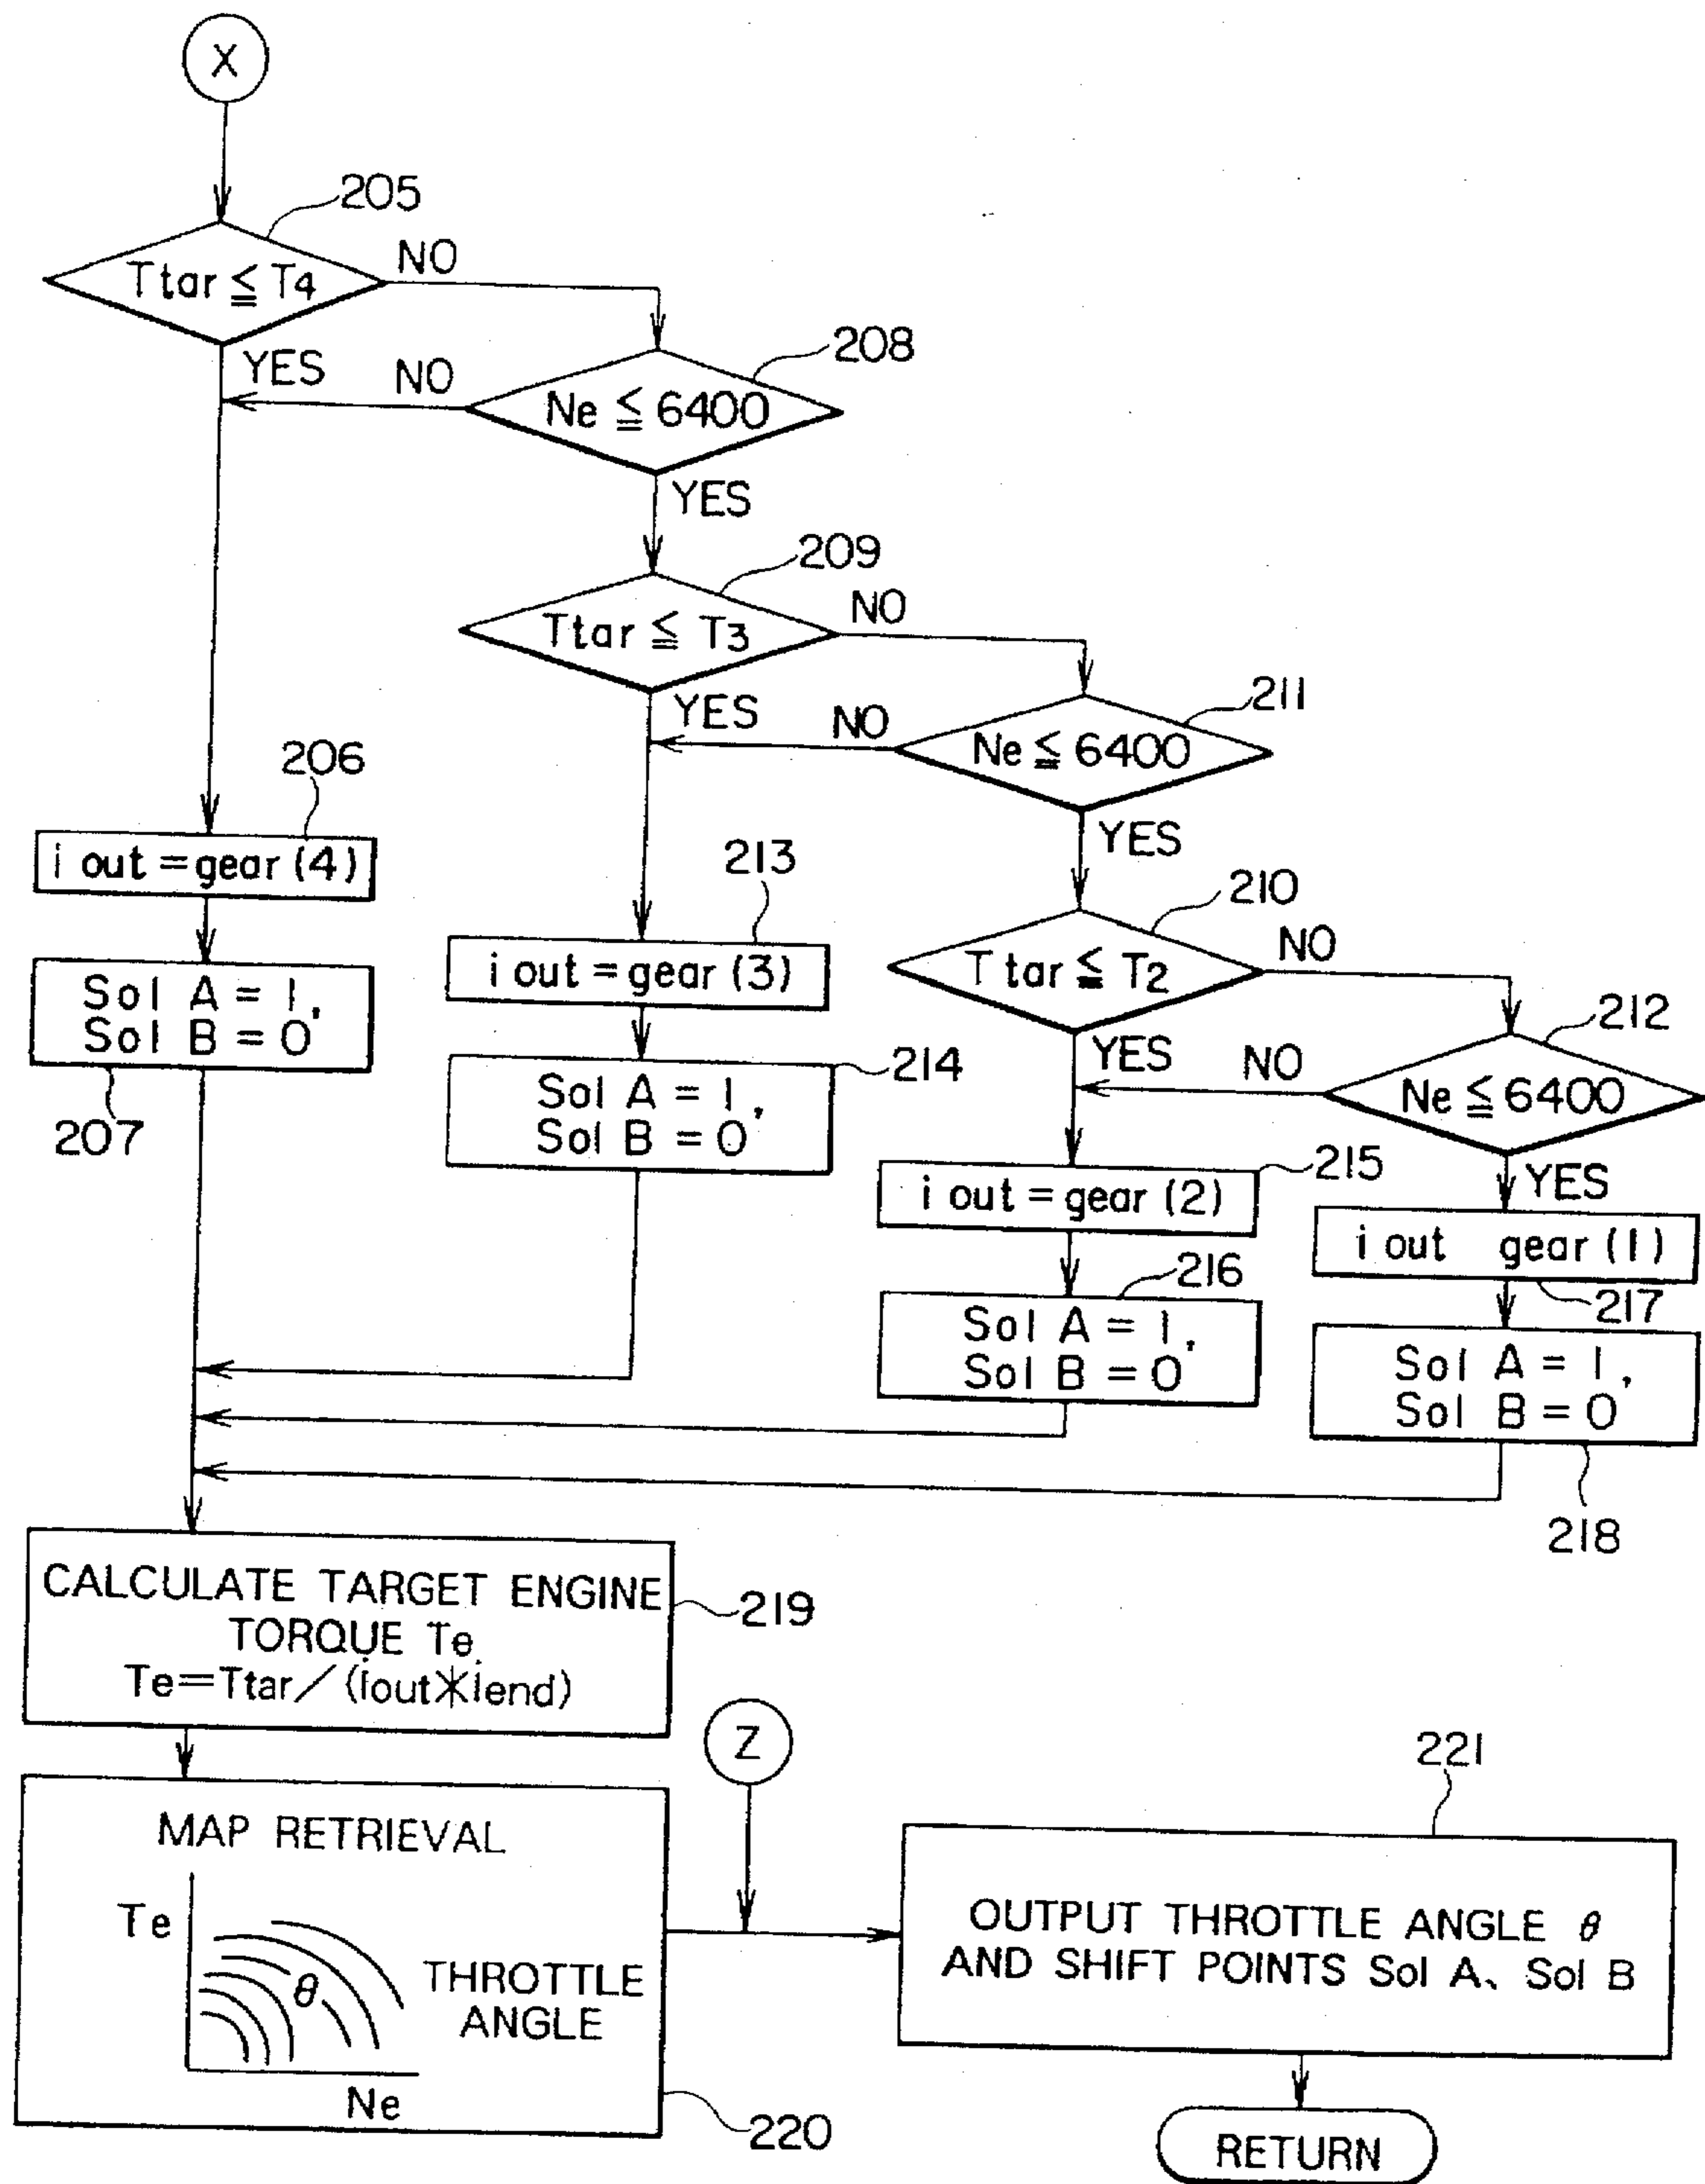 X
205
T tar ≦ T4
NO
YES
208
NO
Ne ≦ 6400
YES
209
T tar ≦ T3
NO
YES
211
NO
Ne ≦ 6400
YES
206
i out = gear (4)
Sol A = 1,
Sol B = 0
207
213
i out = gear (3)
Sol A = 1,
Sol B = 0
214
210
T tar ≦ T2
NO
YES
212
NO
Ne ≦ 6400
YES
215
i out = gear (2)
216
Sol A = 1,
Sol B = 0
i out gear (1)
217
Sol A = 1,
Sol B = 0
218
CALCULATE TARGET ENGINE
TORQUE Te
Te=Ttar/(iout*iend)
219
Z
MAP RETRIEVAL
Te
θ
THROTTLE
ANGLE
Ne
220
221
OUTPUT THROTTLE ANGLE θ
AND SHIFT POINTS Sol A、Sol B
RETURN